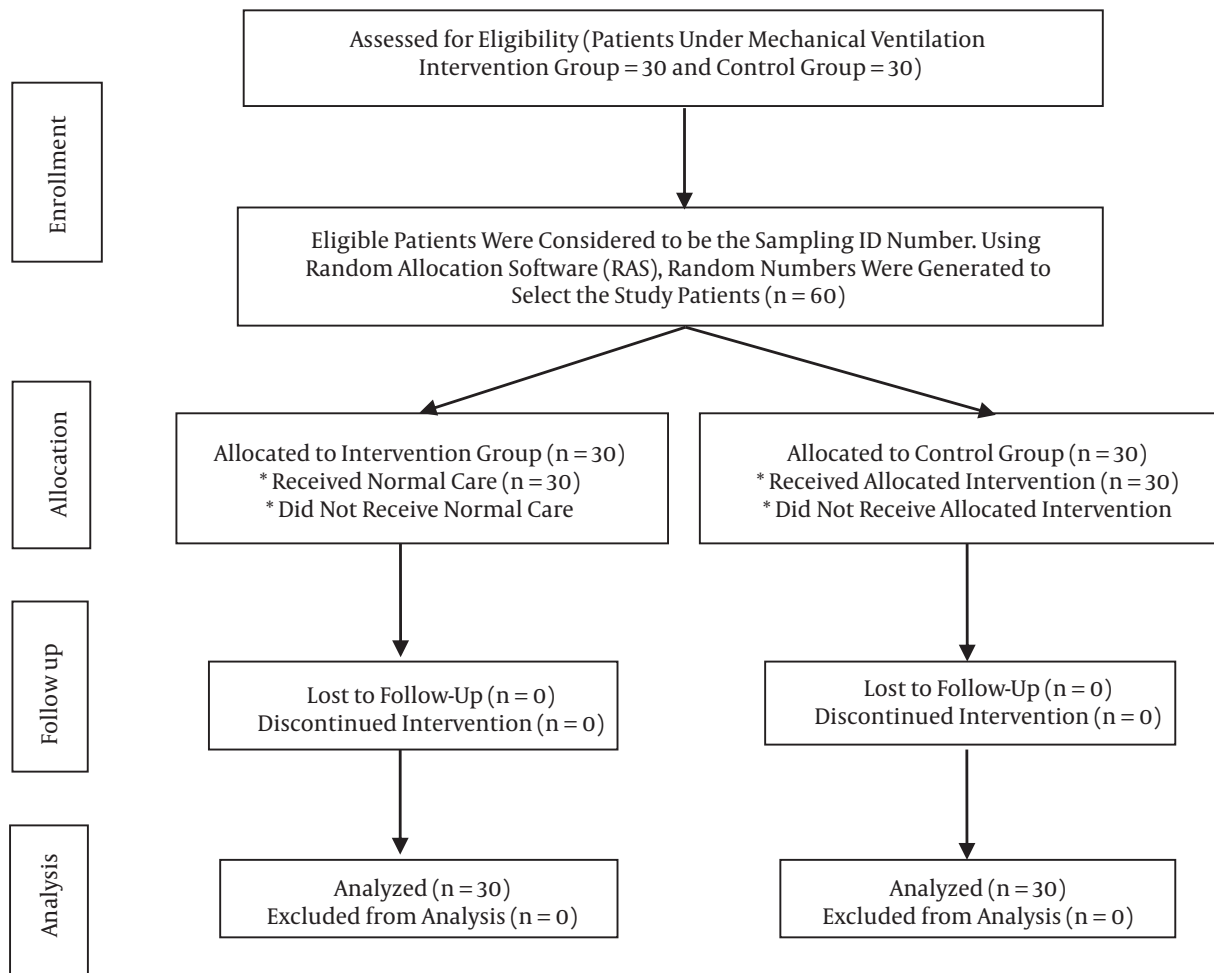 Assessed for Eligibility (Patients Under Mechanical Ventilation
Intervention Group = 30 and Control Group = 30)
Enrollment
Eligible Patients Were Considered to be the Sampling ID Number. Using
Random Allocation Software (RAS), Random Numbers Were Generated to
Select the Study Patients (n = 60)
Allocation
Allocated to Intervention Group (n = 30)
* Received Normal Care (n = 30)
* Did Not Receive Normal Care
Allocated to Control Group (n = 30)
* Received Allocated Intervention (n = 30)
* Did Not Receive Allocated Intervention
Follow up
Lost to Follow-Up (n = 0)
Discontinued Intervention (n = 0)
Lost to Follow-Up (n = 0)
Discontinued Intervention (n = 0)
Analysis
Analyzed (n = 30)
Excluded from Analysis (n = 0)
Analyzed (n = 30)
Excluded from Analysis (n = 0)